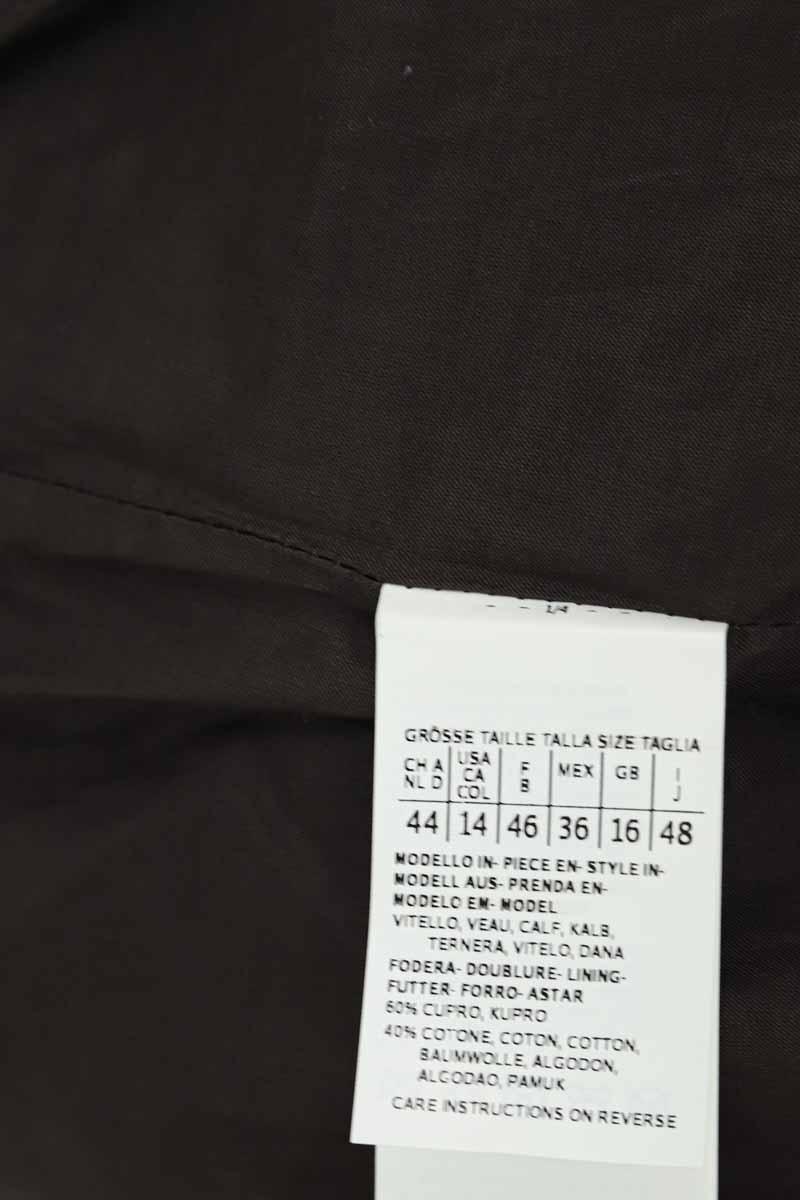 - - 1/4 - -
GRÖSSE TAILLE TALLA SIZE TAGLIA
CH A NL D USA CA COL F B MEX GB I J
44 14 46 36 16 48
MODELLO IN- PIECE EN- STYLE IN-
MODELL AUS- PRENDA EN-
MODELO EM- MODEL
VITELLO, VEAU, CALF, KALB,
TERNERA, VITELO, DANA
FODERA- DOUBLURE- LINING-
FUTTER- FORRO- ASTAR
60% CUPRO, KUPRO
40% COTONE, COTON, COTTON,
BAUMWOLLE, ALGODON,
ALGODAO, PAMUK
CARE INSTRUCTIONS ON REVERSE